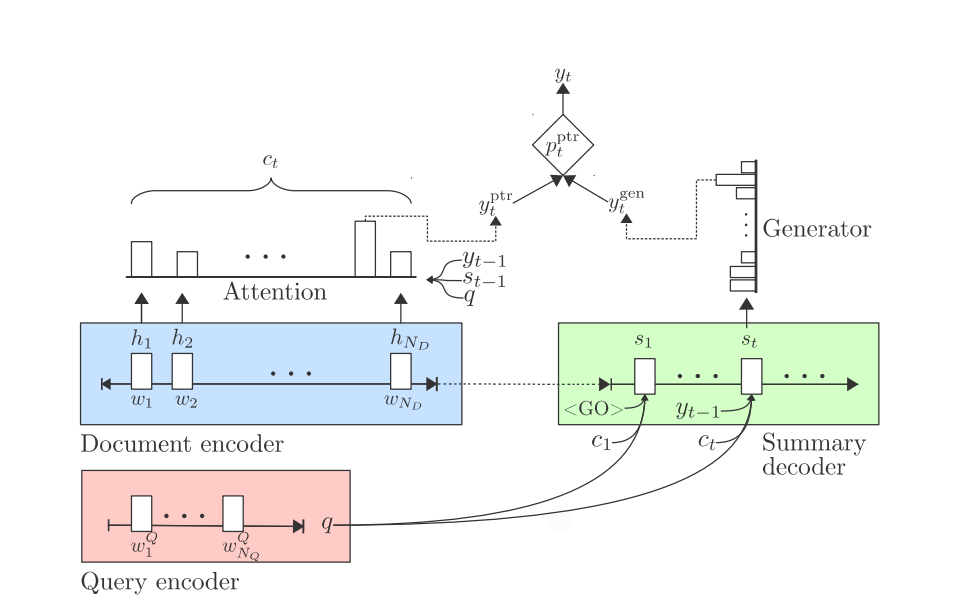 y_t
p_t^ptr
c_t
y_t^ptr
y_t^gen
Generator
y_{t−1}
s_{t−1}
q
Attention
h_1 h_2 h_{N_D}
s_1 s_t
· · ·
w_1 w_2 w_{N_D}
<GO> y_{t−1}
c_1 c_t
Document encoder
Summary
decoder
q
w_1^Q w_{N_Q}^Q
Query encoder